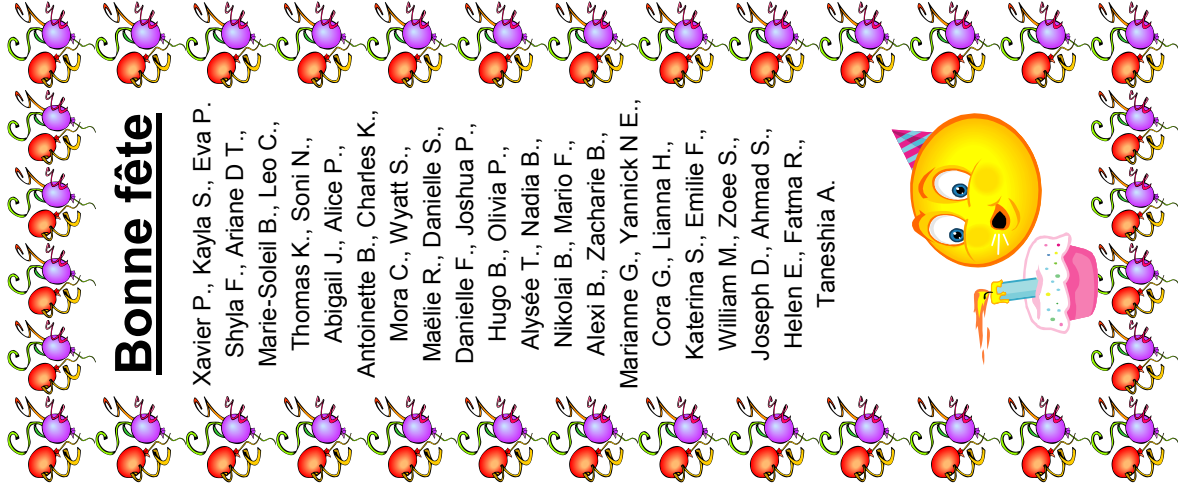 Bonne fête
Xavier P., Kayla S., Eva P.
Shyla F., Ariane D T.,
Marie-Soleil B., Leo C.,
Thomas K., Soni N.,
Abigail J., Alice P.,
Antoinette B., Charles K.,
Mora C., Wyatt S.,
Maëlie R., Danielle S.,
Danielle F., Joshua P.,
Hugo B., Olivia P.,
Alysée T., Nadia B.,
Nikolai B., Mario F.,
Alexi B., Zacharie B.,
Marianne G., Yannick N E.,
Cora G., Lianna H.,
Katerina S., Emilie F.,
William M., Zoee S.,
Joseph D., Ahmad S.,
Helen E., Fatma R.,
Taneshia A.